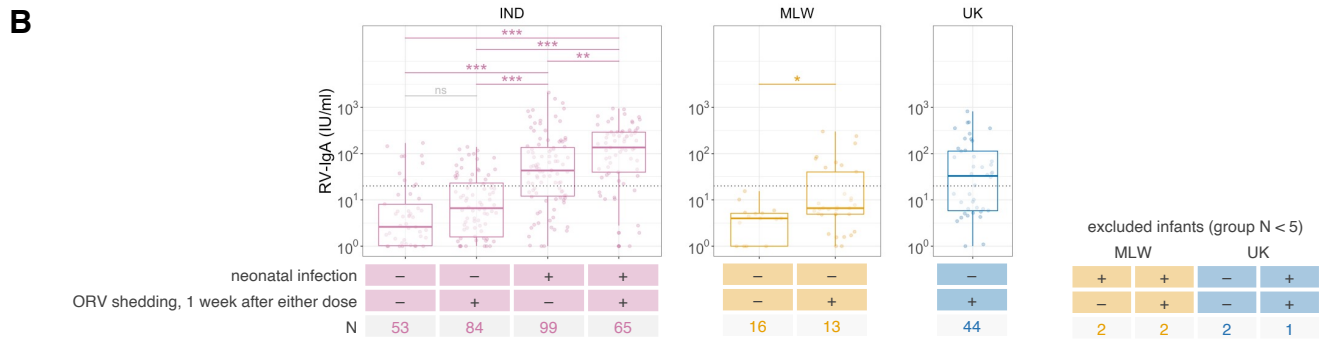 B
IND MLW UK
***
***
**
***
***
ns
*
RV-IgA (IU/ml)
10³ 10³ 10³
10² 10² 10²
10¹ 10¹ 10¹
10⁰ 10⁰ 10⁰
excluded infants (group N < 5)
MLW UK
neonatal infection − − + + − − − + + − +
ORV shedding, 1 week after either dose − + − + − + + − + − +
N 53 84 99 65 16 13 44 2 2 2 1